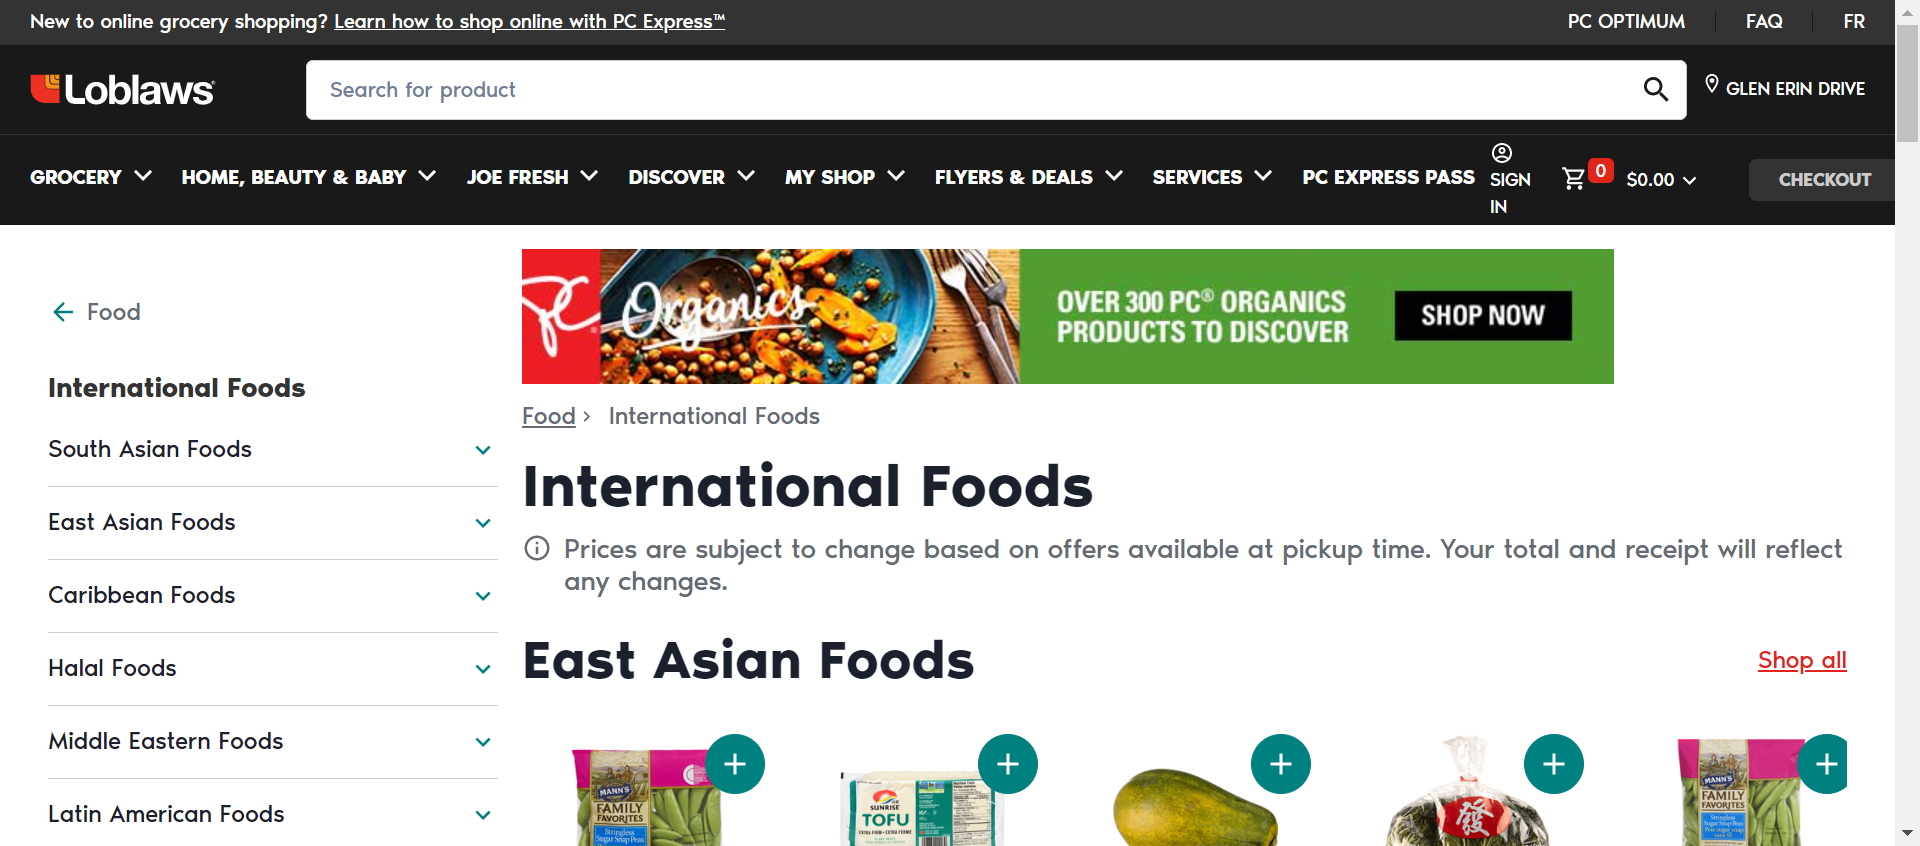 New to online grocery shopping? Learn how to shop online with PC Express™
PC OPTIMUM
FAQ
FR
Loblaws
Search for product
GLEN ERIN DRIVE
GROCERY
HOME, BEAUTY & BABY
JOE FRESH
DISCOVER
MY SHOP
FLYERS & DEALS
SERVICES
PC EXPRESS PASS
SIGN
IN
0
$0.00
CHECKOUT
Food
International Foods
South Asian Foods
East Asian Foods
Caribbean Foods
Halal Foods
Middle Eastern Foods
Latin American Foods
PC
Organics
OVER 300 PC® ORGANICS
PRODUCTS TO DISCOVER
SHOP NOW
Food › International Foods
International Foods
Prices are subject to change based on offers available at pickup time. Your total and receipt will reflect
any changes.
East Asian Foods
Shop all
MANN'S
FAMILY
FAVORITES
Stringless
Sugar Snap Peas
SUNRISE
TOFU
EXTRA FIRM • EXTRA FERME
發
MANN'S
FAMILY
FAVORITES
Stringless
Sugar Snap Peas